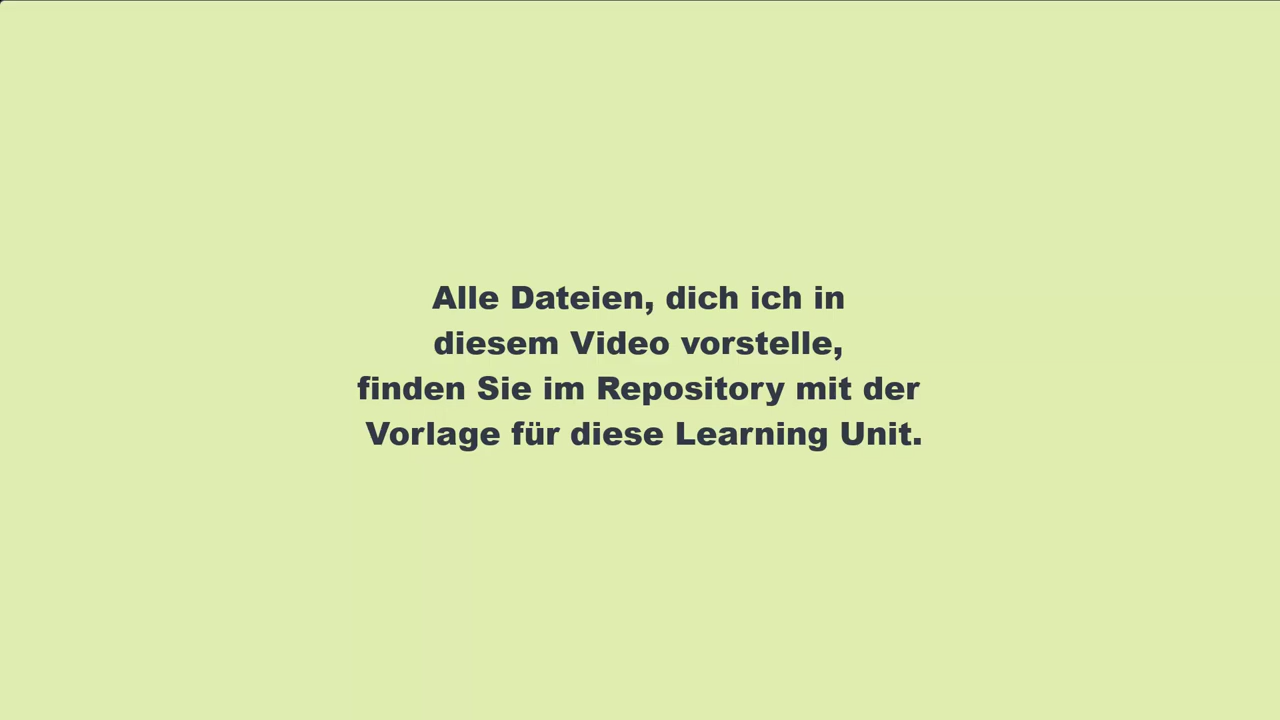 Alle Dateien, dich ich in
diesem Video vorstelle,
finden Sie im Repository mit der
Vorlage für diese Learning Unit.